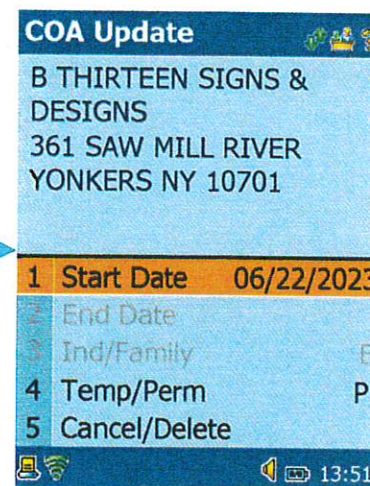 COA Update
B THIRTEEN SIGNS &
DESIGNS
361 SAW MILL RIVER
YONKERS NY 10701
1 Start Date 06/22/2023
2 End Date
3 Ind/Family B
4 Temp/Perm P
5 Cancel/Delete
13:51